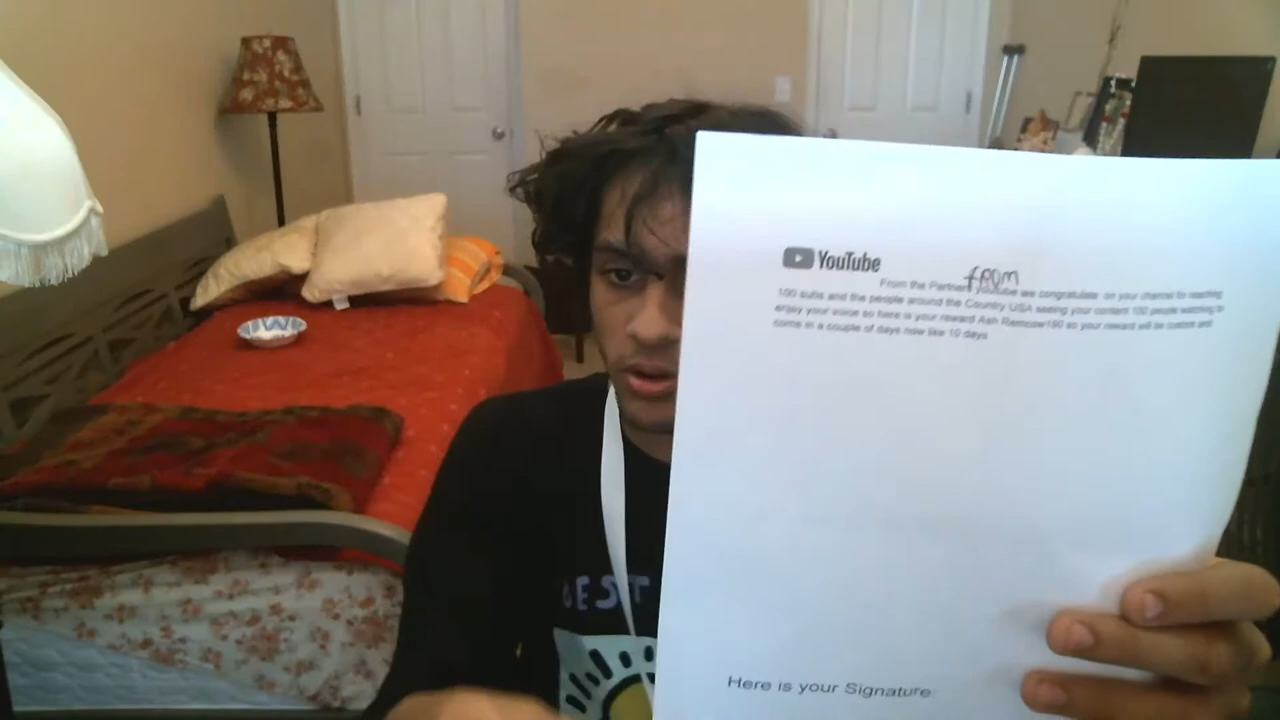 YouTube
from
From the Partners Youtube we congratulate on your channel for reaching
100 subs and the people around the Country USA seeing your content 100 people watching to
enjoy your voice so here is your reward Ash so your reward will be custom and
come in a couple of days now like 10 days
BEST
Here is your Signature: